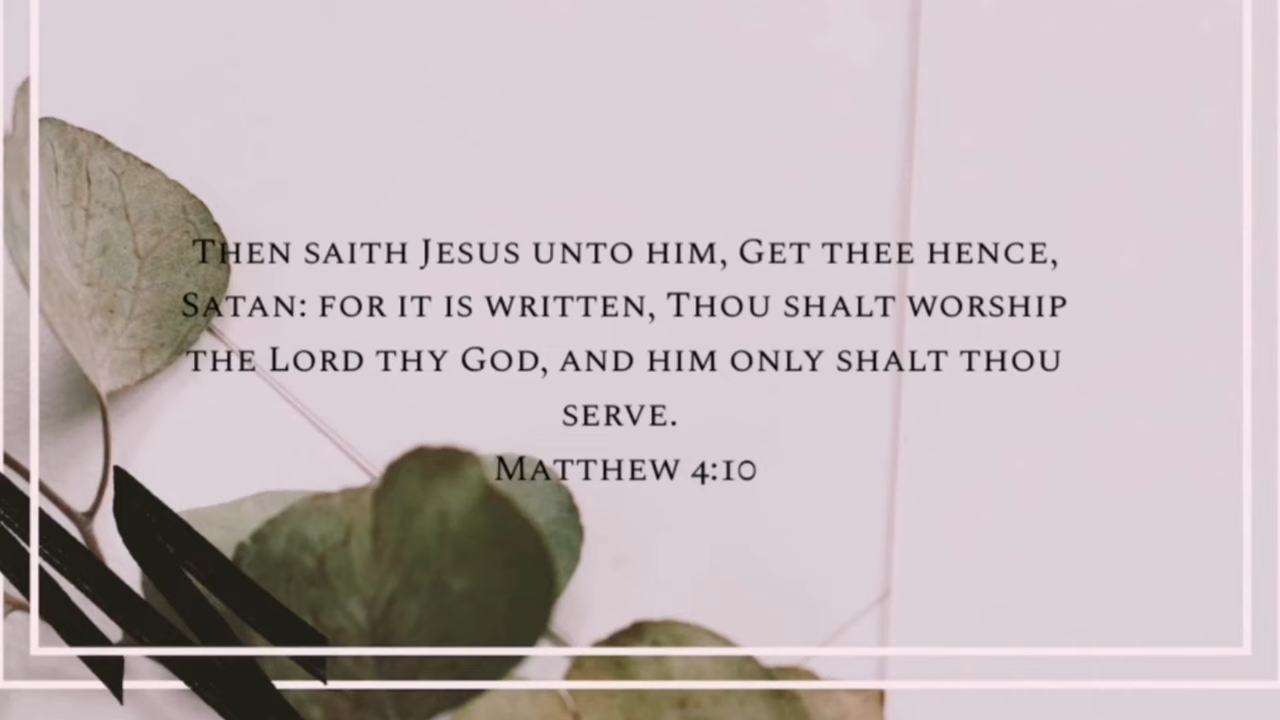 Then saith Jesus unto him, Get thee hence,
Satan: for it is written, Thou shalt worship
the Lord thy God, and him only shalt thou
serve.
Matthew 4:10